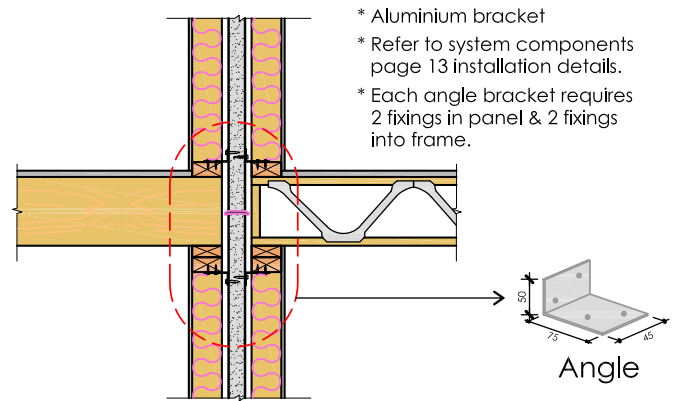 * Aluminium bracket
* Refer to system components
page 13 installation details.
* Each angle bracket requires
2 fixings in panel & 2 fixings
into frame.
50
75
45
Angle